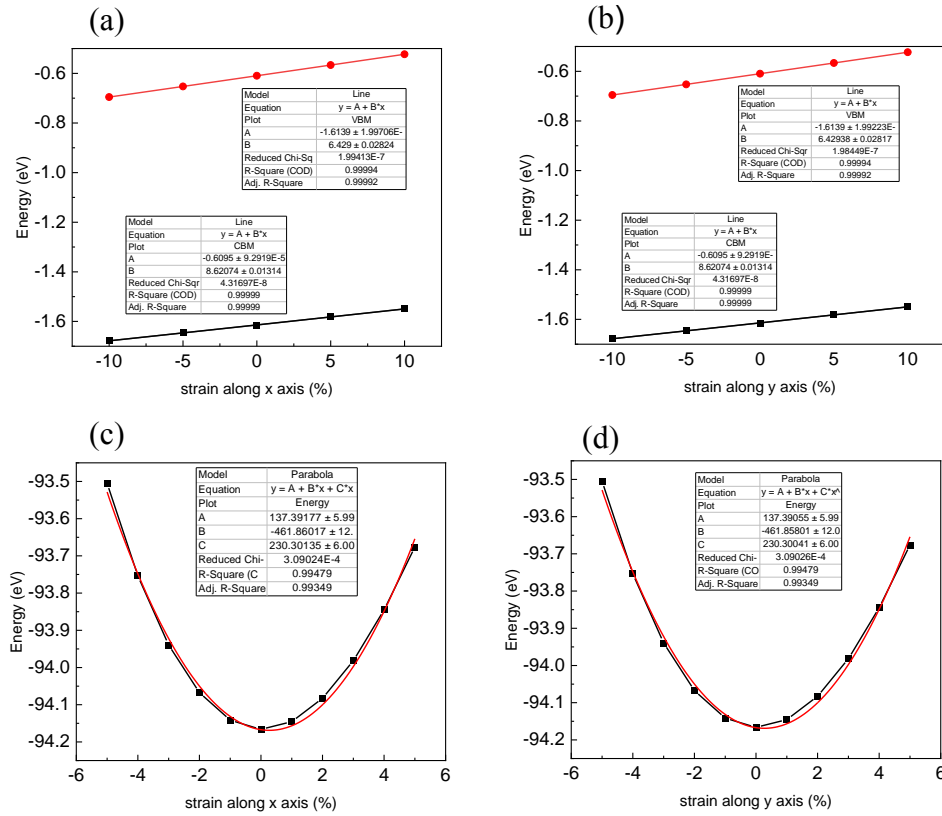 (a)
(b)
-0.6
-0.8
-1.0
-1.2
-1.4
-1.6
Energy (eV)
Model Line
Equation y = A + B*x
Plot VBM
A -1.6139 ± 1.99706E-
B 6.429 ± 0.02824
Reduced Chi-Sq 1.99413E-7
R-Square (COD) 0.99994
Adj. R-Square 0.99992
Model Line
Equation y = A + B*x
Plot CBM
A -0.6095 ± 9.2919E-5
B 8.62074 ± 0.01314
Reduced Chi-Sqr 4.31697E-8
R-Square (COD) 0.99999
Adj. R-Square 0.99999
-10 -5 0 5 10
strain along x axis (%)
-0.6
-0.8
-1.0
-1.2
-1.4
-1.6
Energy (eV)
Model Line
Equation y = A + B*x
Plot VBM
A -1.6139 ± 1.99223E-
B 6.42938 ± 0.02817
Reduced Chi-Sqr 1.98449E-7
R-Square (COD) 0.99994
Adj. R-Square 0.99992
Model Line
Equation y = A + B*x
Plot CBM
A -0.6095 ± 9.2919E-
B 8.62074 ± 0.01314
Reduced Chi-Sqr 4.31697E-8
R-Square (COD) 0.99999
Adj. R-Square 0.99999
-10 -5 0 5 10
strain along y axis (%)
(c)
(d)
-93.5
-93.6
-93.7
-93.8
-93.9
-94.0
-94.1
-94.2
Energy (eV)
Model Parabola
Equation y = A + B*x + C*x
Plot Energy
A 137.39177 ± 5.99
B -461.86017 ± 12.
C 230.30135 ± 6.00
Reduced Chi- 3.09024E-4
R-Square (C 0.99479
Adj. R-Square 0.99349
-6 -4 -2 0 2 4 6
strain along x axis (%)
-93.5
-93.6
-93.7
-93.8
-93.9
-94.0
-94.1
-94.2
Energy (eV)
Model Parabola
Equation y = A + B*x + C*x^
Plot Energy
A 137.39055 ± 5.99
B -461.85801 ± 12.0
C 230.30041 ± 6.00
Reduced Chi- 3.09026E-4
R-Square (CO 0.99479
Adj. R-Square 0.99349
-6 -4 -2 0 2 4 6
strain along y axis (%)